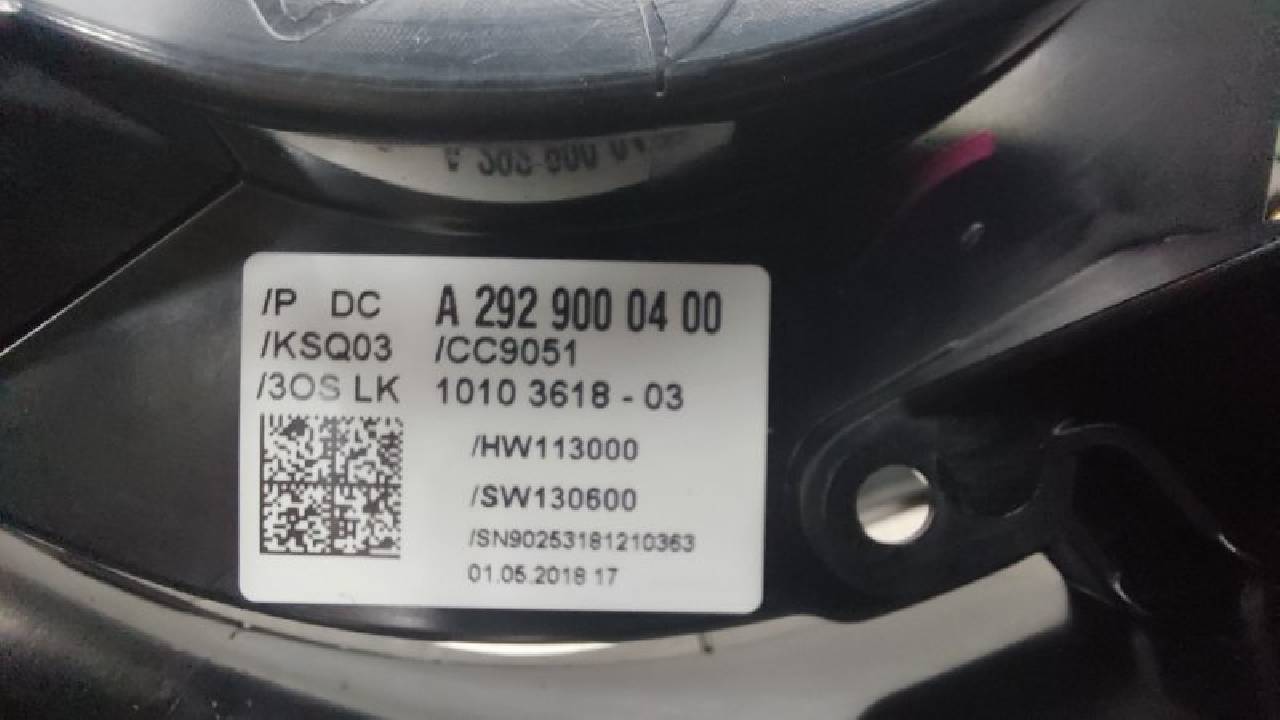 /P DC A 292 900 04 00
/KSQ03 /CC9051
/3OS LK 1010 3618 - 03
/HW113000
/SW130600
/SN90253181210363
01.05.2018 17